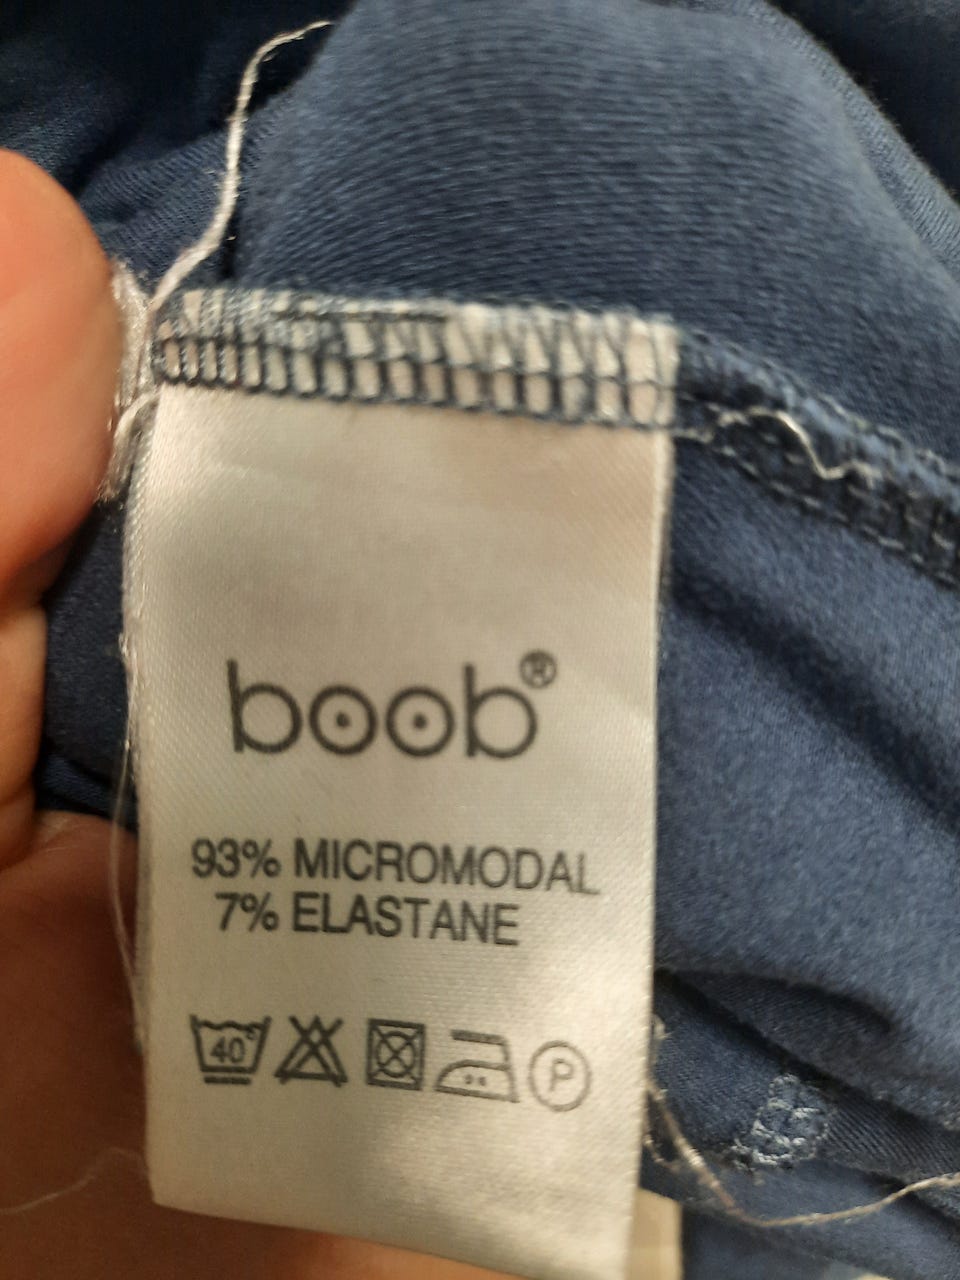 boob®
93% MICROMODAL
7% ELASTANE
40° P